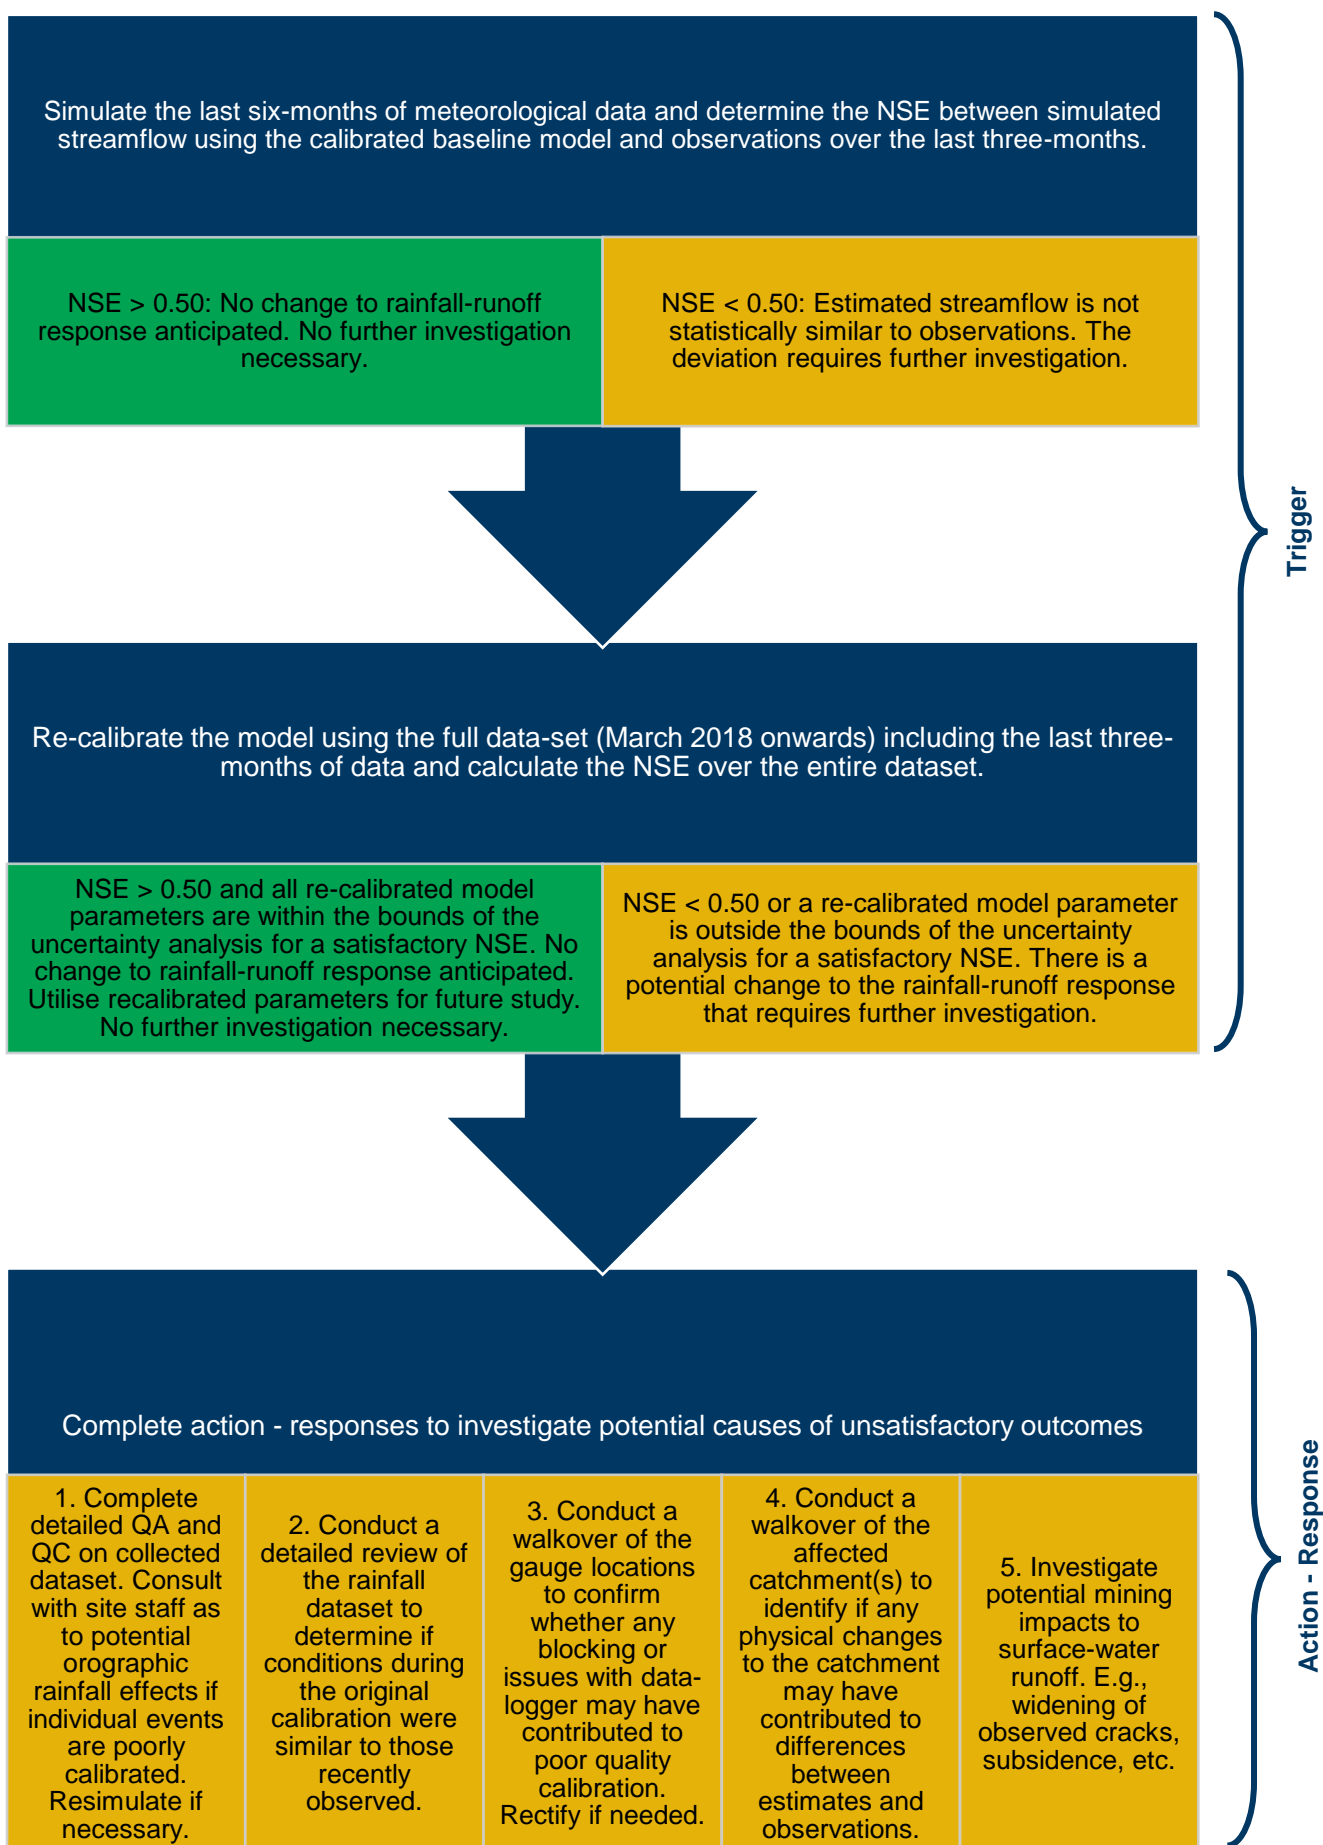 Simulate the last six-months of meteorological data and determine the NSE between simulated
streamflow using the calibrated baseline model and observations over the last three-months.
NSE > 0.50: No change to rainfall-runoff
response anticipated. No further investigation
necessary.
NSE < 0.50: Estimated streamflow is not
statistically similar to observations. The
deviation requires further investigation.
Trigger
Re-calibrate the model using the full data-set (March 2018 onwards) including the last three-
months of data and calculate the NSE over the entire dataset.
NSE > 0.50 and all re-calibrated model
parameters are within the bounds of the
uncertainty analysis for a satisfactory NSE. No
change to rainfall-runoff response anticipated.
Utilise recalibrated parameters for future study.
No further investigation necessary.
NSE < 0.50 or a re-calibrated model parameter
is outside the bounds of the uncertainty
analysis for a satisfactory NSE. There is a
potential change to the rainfall-runoff response
that requires further investigation.
Complete action - responses to investigate potential causes of unsatisfactory outcomes
1. Complete
detailed QA and
QC on collected
dataset. Consult
with site staff as
to potential
orographic
rainfall effects if
individual events
are poorly
calibrated.
Resimulate if
necessary.
2. Conduct a
detailed review of
the rainfall
dataset to
determine if
conditions during
the original
calibration were
similar to those
recently
observed.
3. Conduct a
walkover of the
gauge locations
to confirm
whether any
blocking or
issues with data-
logger may have
contributed to
poor quality
calibration.
Rectify if needed.
4. Conduct a
walkover of the
affected
catchment(s) to
identify if any
physical changes
to the catchment
may have
contributed to
differences
between
estimates and
observations.
5. Investigate
potential mining
impacts to
surface-water
runoff. E.g.,
widening of
observed cracks,
subsidence, etc.
Action - Response